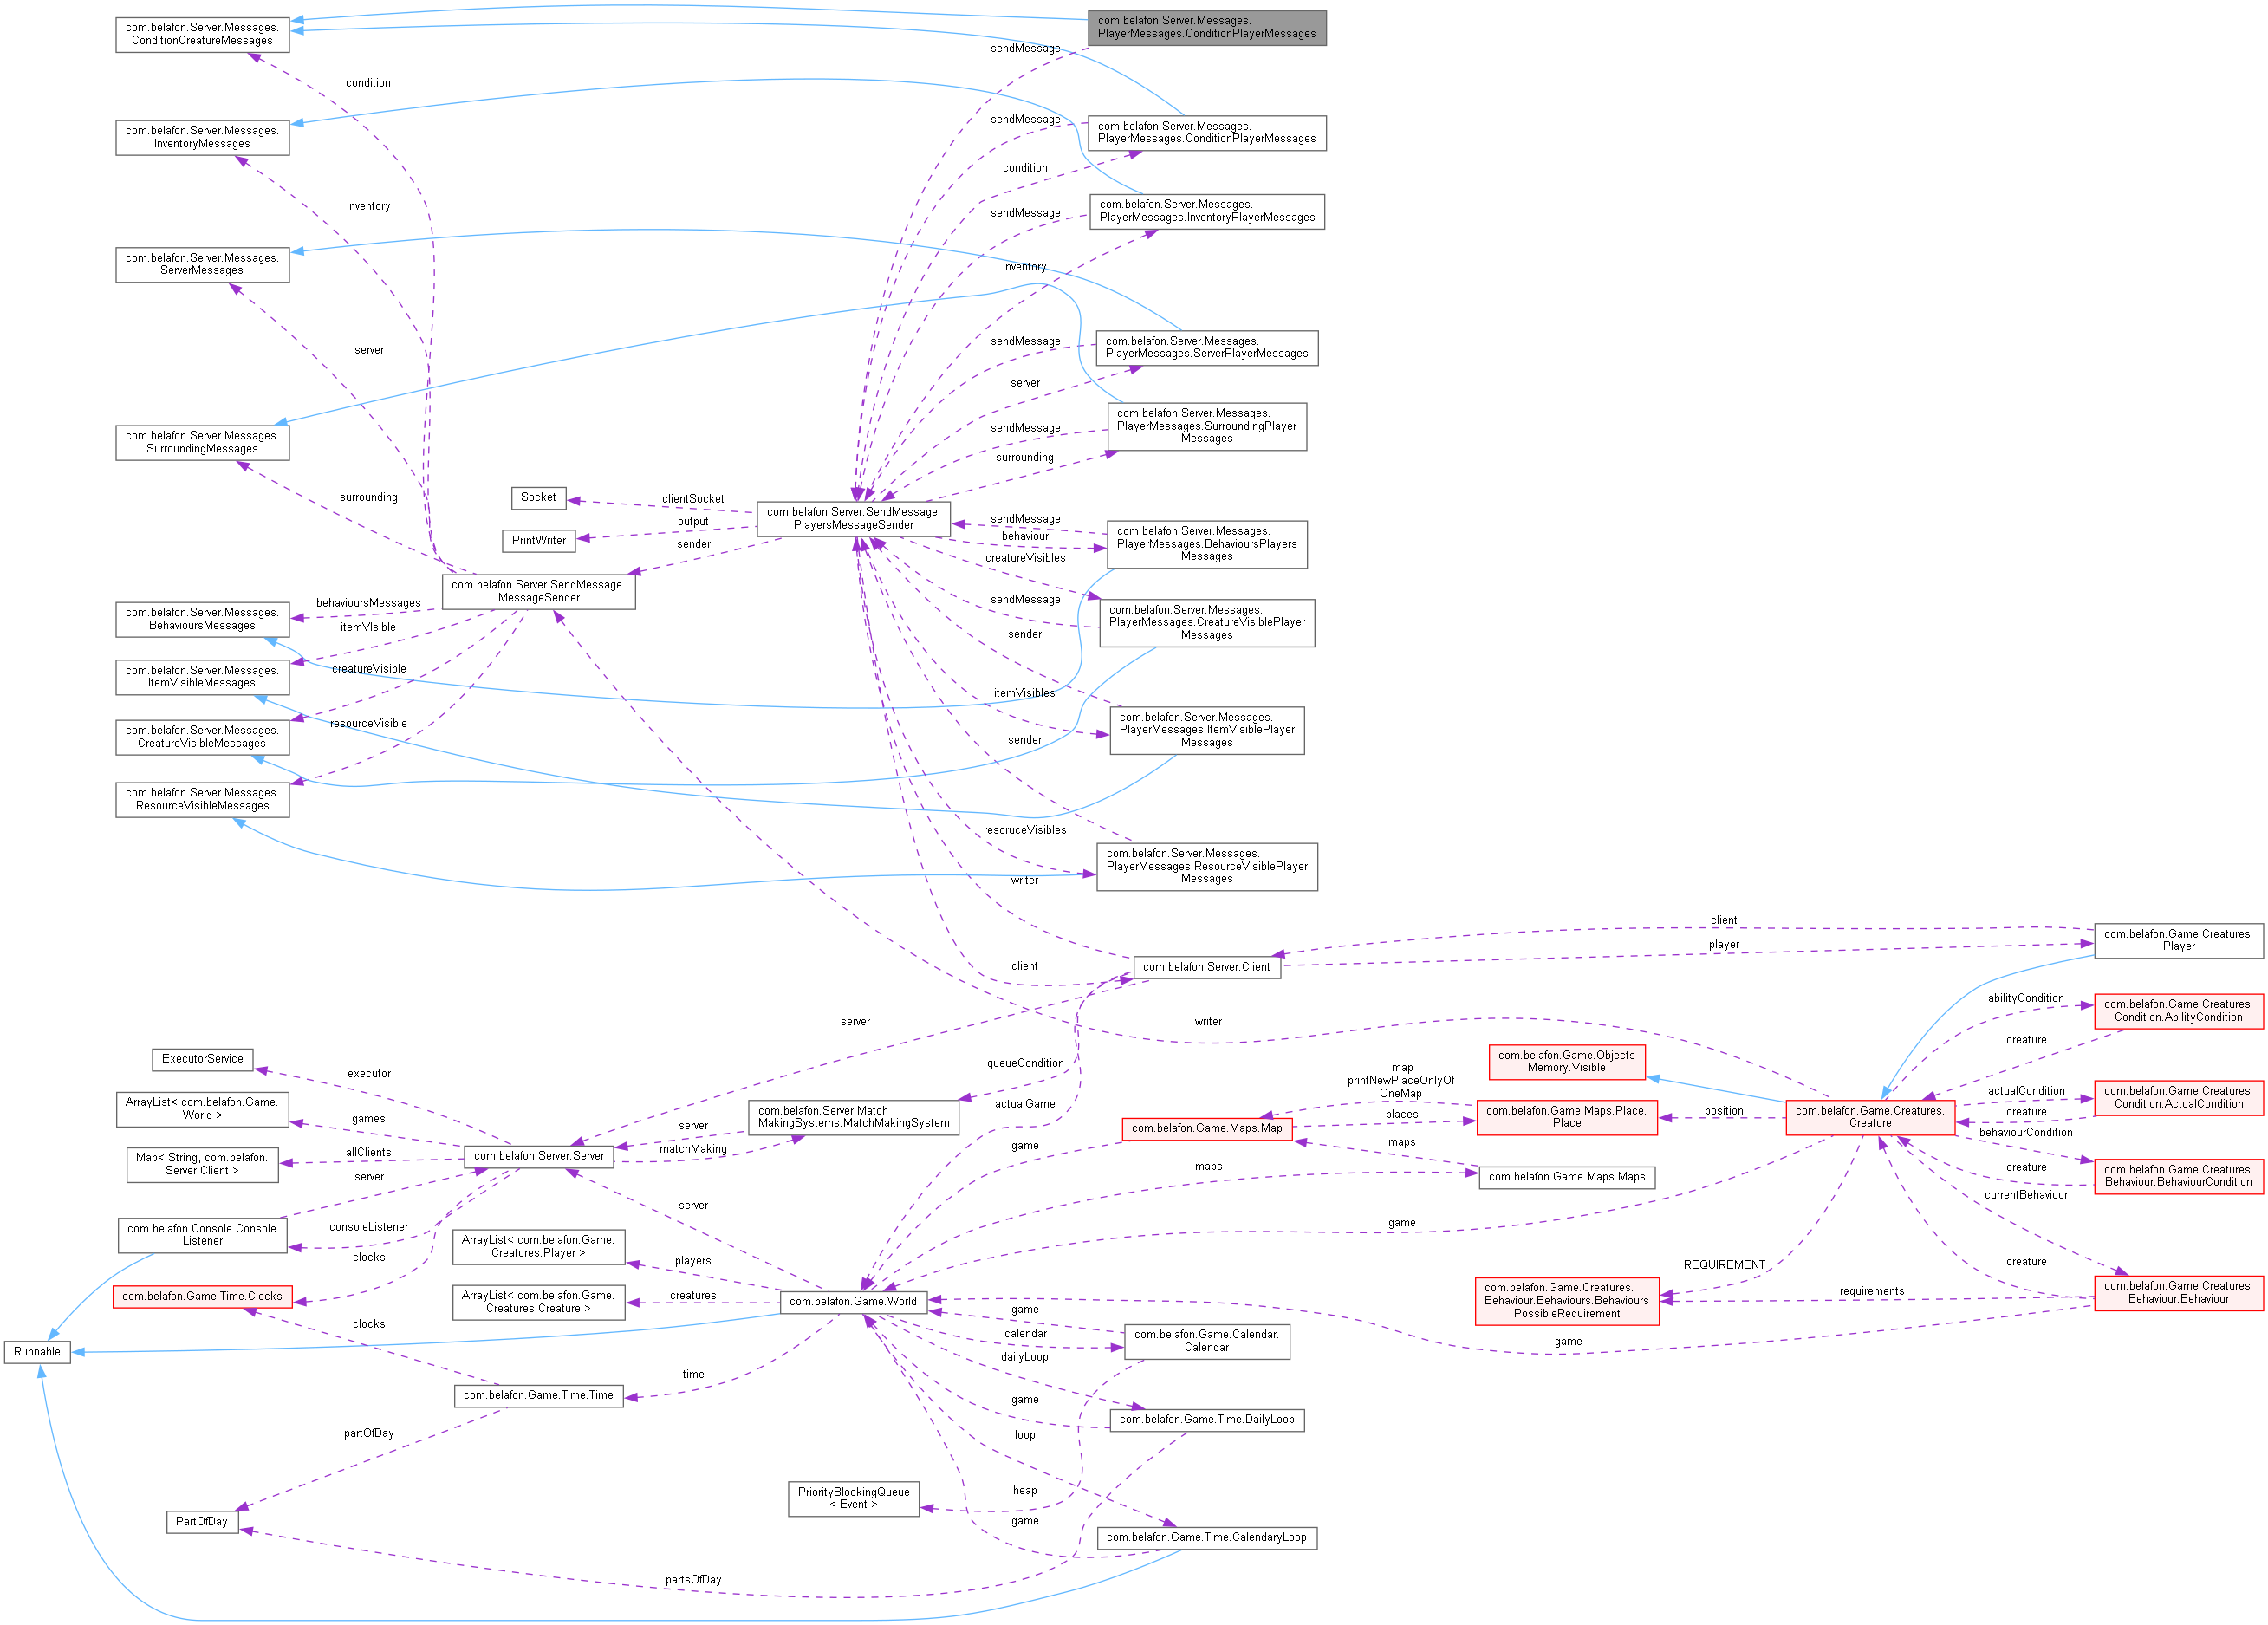 com.belafon.Server.Messages.
PlayerMessages.ConditionPlayerMessages
com.belafon.Server.Messages.
ConditionCreatureMessages
sendMessage
condition
com.belafon.Server.Messages.
PlayerMessages.ConditionPlayerMessages
sendMessage
com.belafon.Server.Messages.
InventoryMessages
condition
com.belafon.Server.Messages.
PlayerMessages.InventoryPlayerMessages
inventory
sendMessage
com.belafon.Server.Messages.
ServerMessages
inventory
com.belafon.Server.Messages.
PlayerMessages.ServerPlayerMessages
sendMessage
server
server
com.belafon.Server.Messages.
PlayerMessages.SurroundingPlayer
Messages
sendMessage
com.belafon.Server.Messages.
SurroundingMessages
surrounding
surrounding
Socket
clientSocket
com.belafon.Server.SendMessage.
PlayersMessageSender
sendMessage
output
PrintWriter
behaviour
com.belafon.Server.Messages.
PlayerMessages.BehavioursPlayers
Messages
sender
creatureVisibles
com.belafon.Server.SendMessage.
MessageSender
behavioursMessages
com.belafon.Server.Messages.
BehavioursMessages
sendMessage
com.belafon.Server.Messages.
PlayerMessages.CreatureVisiblePlayer
Messages
itemVIsible
sender
com.belafon.Server.Messages.
ItemVisibleMessages
creatureVisible
itemVisibles
com.belafon.Server.Messages.
PlayerMessages.ItemVisiblePlayer
Messages
resourceVisible
com.belafon.Server.Messages.
CreatureVisibleMessages
sender
com.belafon.Server.Messages.
ResourceVisibleMessages
resoruceVisibles
com.belafon.Server.Messages.
PlayerMessages.ResourceVisiblePlayer
Messages
writer
client
com.belafon.Game.Creatures.
Player
player
client
com.belafon.Server.Client
abilityCondition
com.belafon.Game.Creatures.
Condition.AbilityCondition
writer
server
creature
ExecutorService
executor
queueCondition
com.belafon.Game.Objects
Memory.Visible
map
printNewPlaceOnlyOf
OneMap
actualCondition
com.belafon.Game.Creatures.
Condition.ActualCondition
ArrayList< com.belafon.Game.
World >
games
actualGame
com.belafon.Server.Match
MakingSystems.MatchMakingSystem
places
com.belafon.Game.Maps.Place.
Place
position
com.belafon.Game.Creatures.
Creature
creature
server
com.belafon.Game.Maps.Map
behaviourCondition
Map< String, com.belafon.
Server.Client >
allClients
com.belafon.Server.Server
matchMaking
game
maps
server
maps
com.belafon.Game.Maps.Maps
creature
com.belafon.Game.Creatures.
Behaviour.BehaviourCondition
server
currentBehaviour
com.belafon.Console.Console
Listener
consoleListener
game
ArrayList< com.belafon.Game.
Creatures.Player >
players
clocks
REQUIREMENT
creature
com.belafon.Game.Time.Clocks
ArrayList< com.belafon.Game.
Creatures.Creature >
creatures
com.belafon.Game.World
com.belafon.Game.Creatures.
Behaviour.Behaviours.Behaviours
PossibleRequirement
requirements
com.belafon.Game.Creatures.
Behaviour.Behaviour
game
clocks
calendar
com.belafon.Game.Calendar.
Calendar
game
Runnable
dailyLoop
time
com.belafon.Game.Time.Time
game
com.belafon.Game.Time.DailyLoop
partOfDay
loop
PriorityBlockingQueue
< Event >
heap
PartOfDay
game
com.belafon.Game.Time.CalendaryLoop
partsOfDay